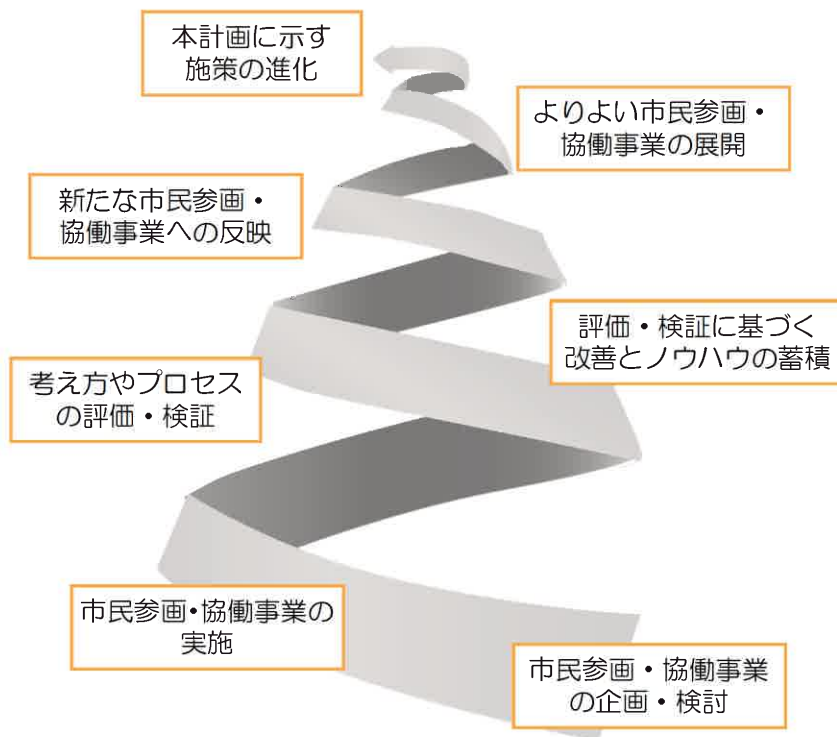 本計画に示す
施策の進化
よりよい市民参画・
協働事業の展開
新たな市民参画・
協働事業への反映
評価・検証に基づく
改善とノウハウの蓄積
考え方やプロセス
の評価・検証
市民参画・協働事業の
実施
市民参画・協働事業
の企画・検討